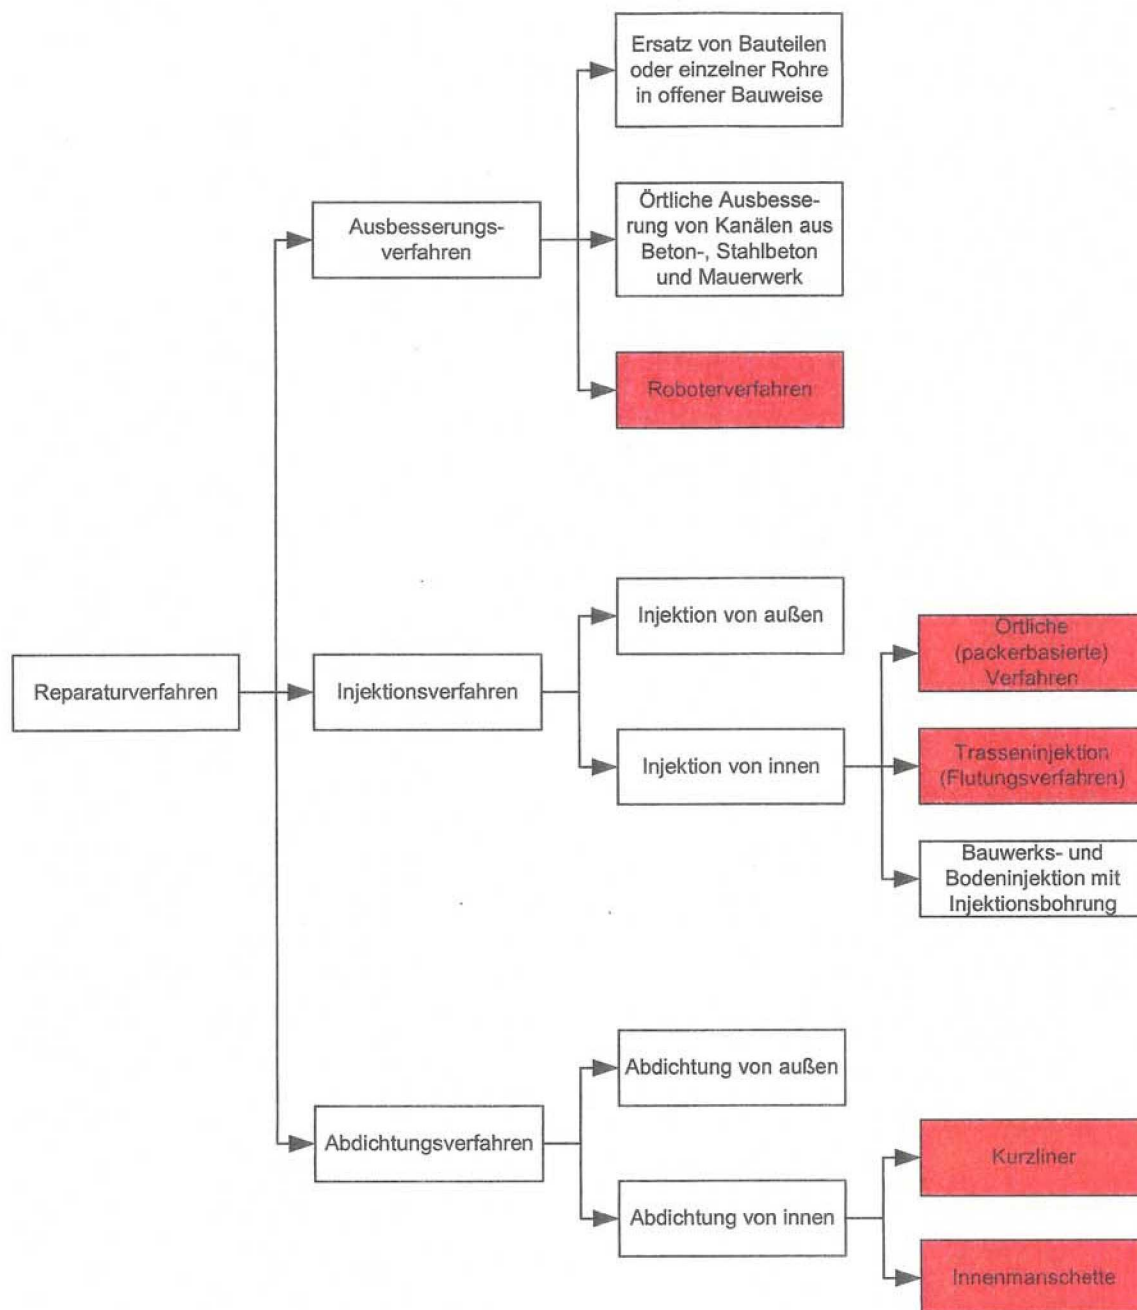 Ersatz von Bauteilen
oder einzelner Rohre
in offener Bauweise
Ausbesserungs-
verfahren
Örtliche Ausbesse-
rung von Kanälen aus
Beton-, Stahlbeton
und Mauerwerk
Roboterverfahren
Reparaturverfahren
Injektionsverfahren
Injektion von außen
Injektion von innen
Örtliche
(packerbasierte)
Verfahren
Trasseninjektion
(Flutungsverfahren)
Bauwerks- und
Bodeninjektion mit
Injektionsbohrung
Abdichtungsverfahren
Abdichtung von außen
Abdichtung von innen
Kurzliner
Innenmanschette